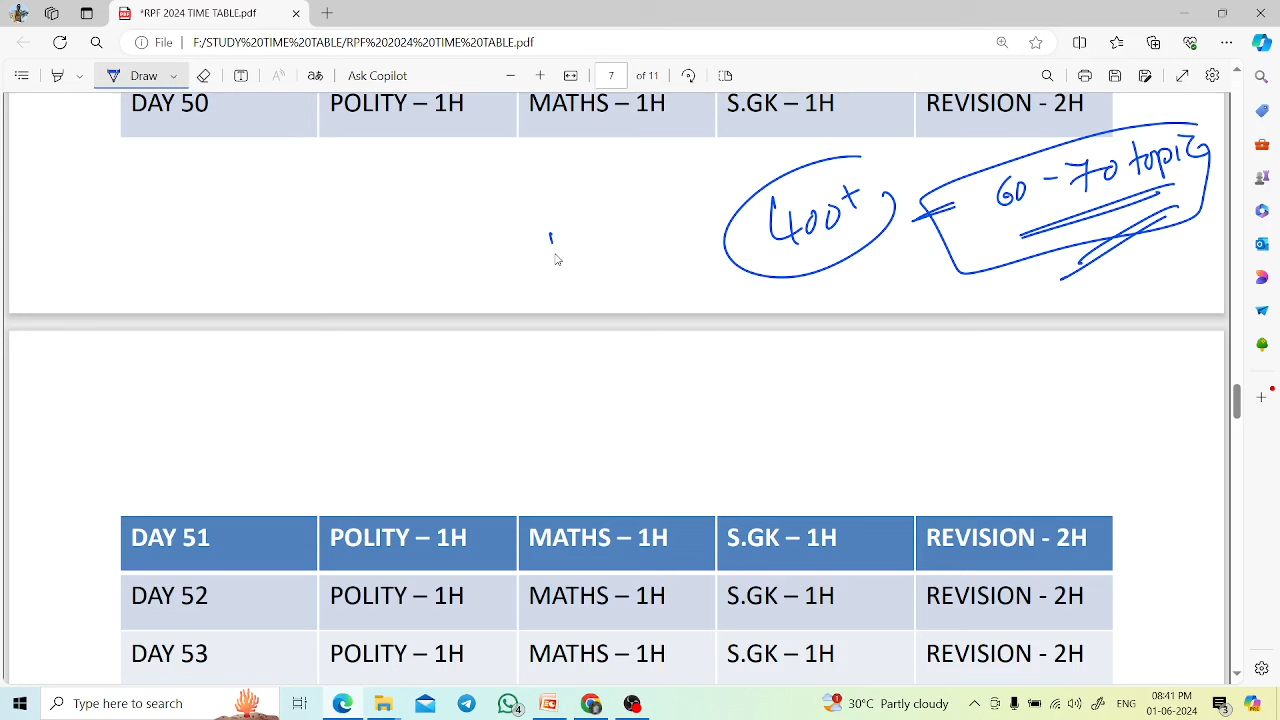 *RPF 2024 TIME TABLE.pdf
File F:/STUDY%20TIME%20TABLE/RPF%202024%20TIME%20TABLE.pdf
Draw Ask Copilot 7 of 11
DAY 50 POLITY – 1H MATHS – 1H S.GK – 1H REVISION - 2H
400+ 60 - 70 topic
DAY 51 POLITY – 1H MATHS – 1H S.GK – 1H REVISION - 2H
DAY 52 POLITY – 1H MATHS – 1H S.GK – 1H REVISION - 2H
DAY 53 POLITY – 1H MATHS – 1H S.GK – 1H REVISION - 2H
Type here to search 4 1 30°C Partly cloudy ENG 08:41 PM
01-06-2024 3